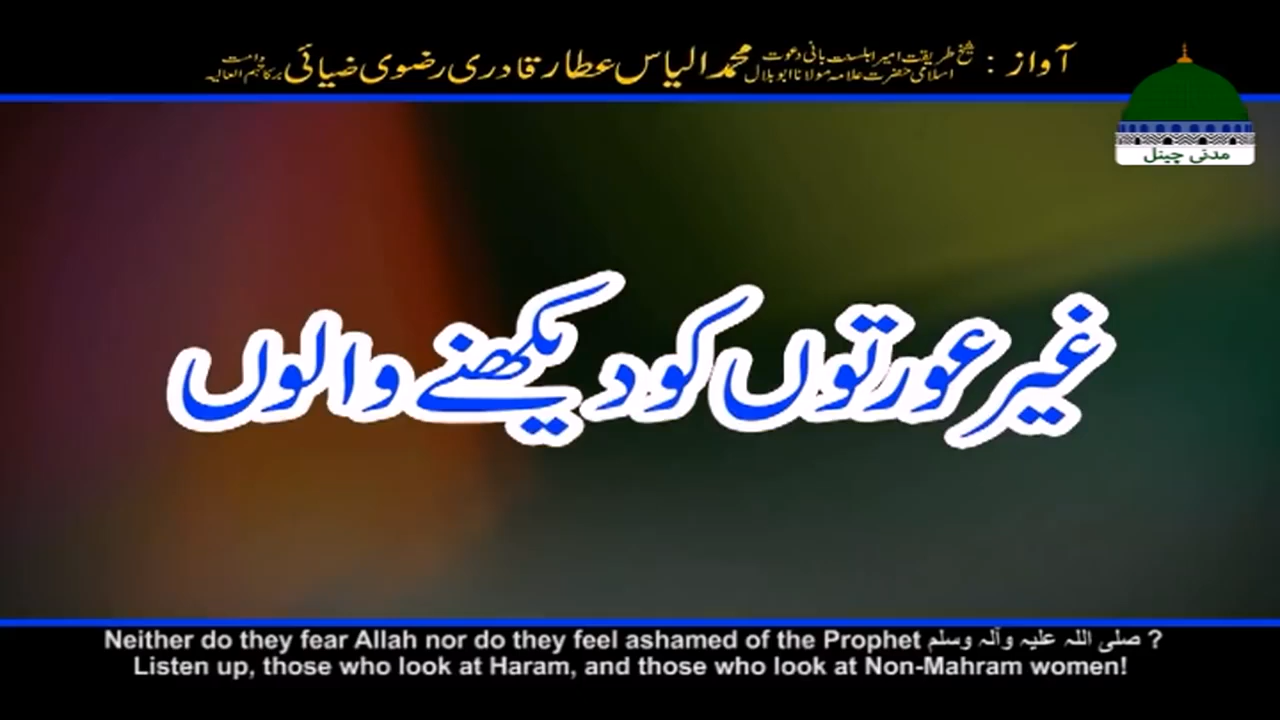 آواز : شیخ طریقت امیر اہلسنت بانی دعوت اسلامی حضرت علامہ مولانا ابو بلال محمد الیاس عطار قادری رضوی ضیائی دامت برکاتہم العالیہ
مدنی چینل
غیر عورتوں کو دیکھنے والوں
Neither do they fear Allah nor do they feel ashamed of the Prophet صلى اللہ علیہ وآلہ وسلم ?
Listen up, those who look at Haram, and those who look at Non-Mahram women!